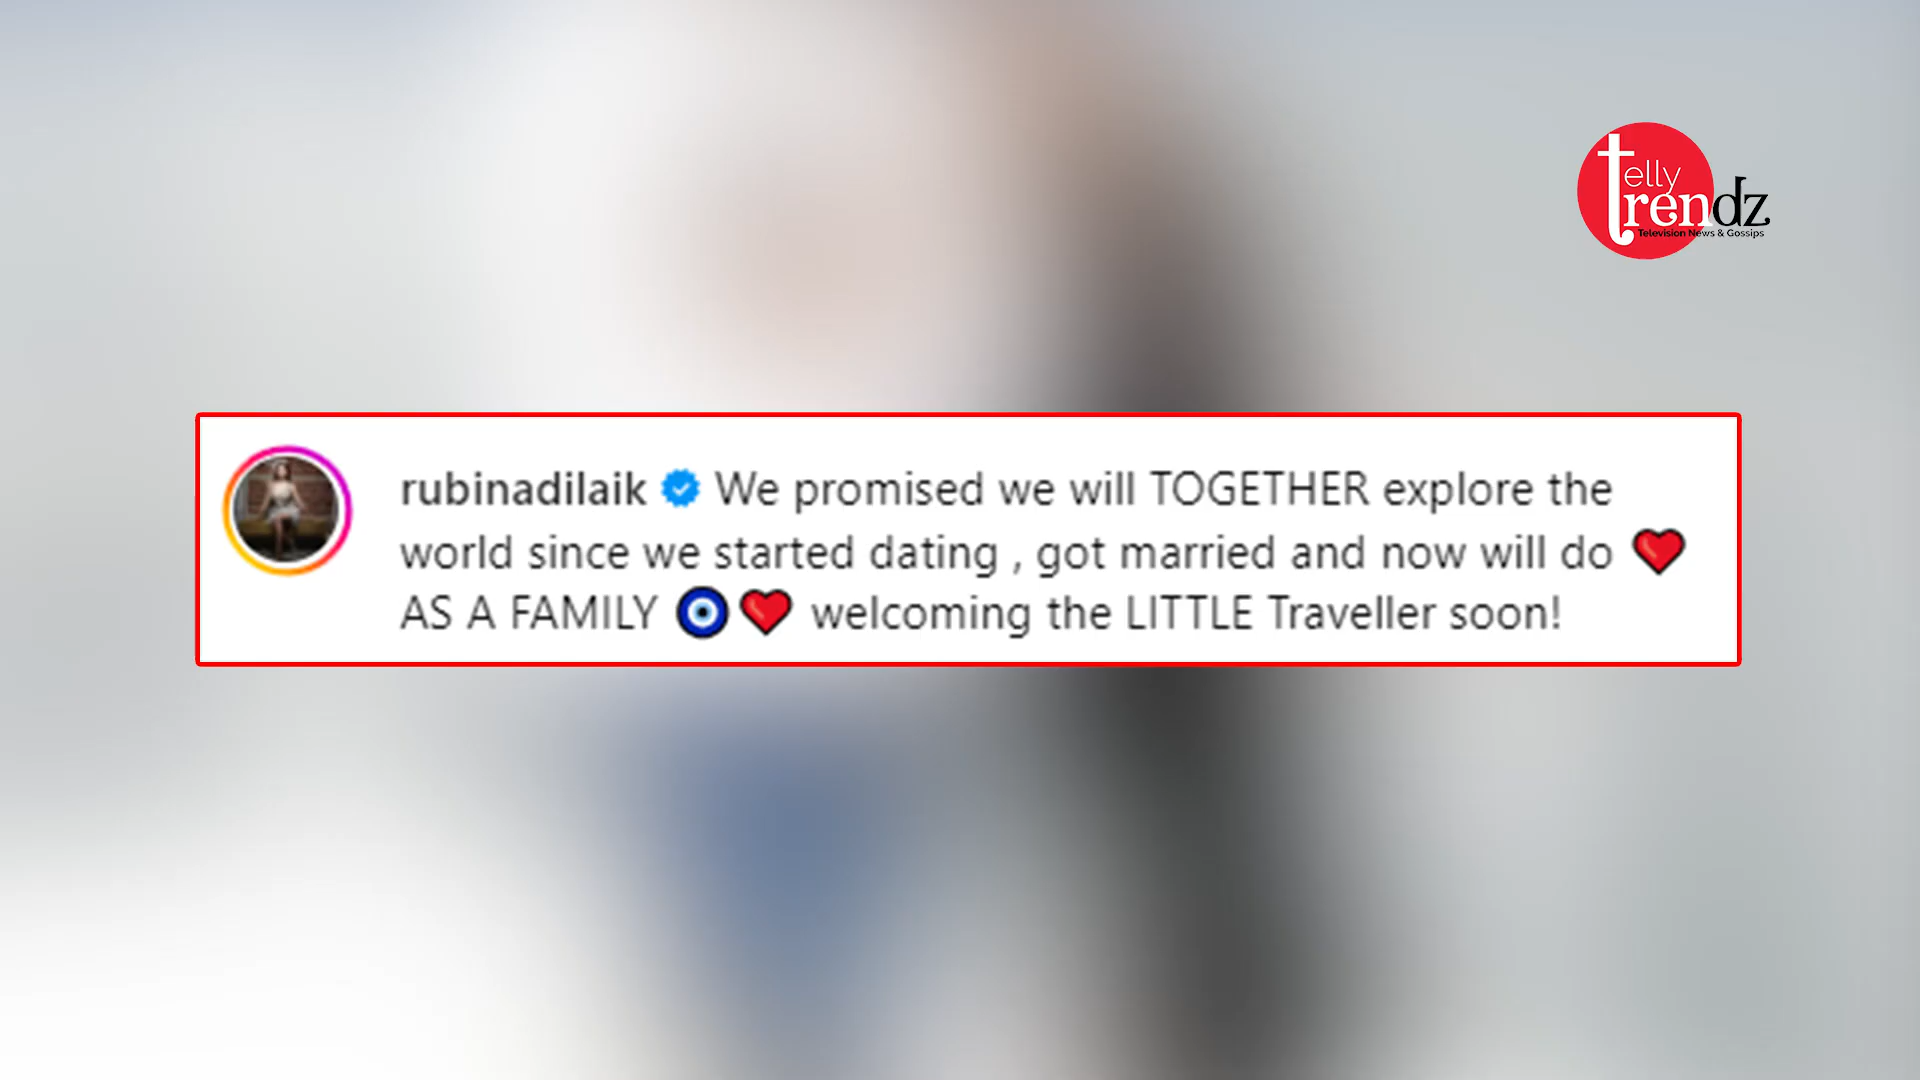 telly
trendz
Television News & Gossips
rubinadilaik We promised we will TOGETHER explore the
world since we started dating , got married and now will do ❤️
AS A FAMILY 🧿❤️ welcoming the LITTLE Traveller soon!